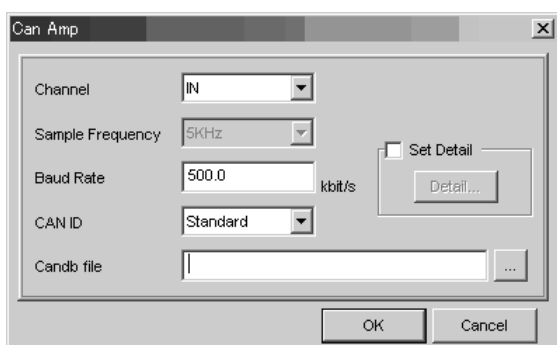 Can Amp
Channel IN
Sample Frequency 5KHz
Baud Rate 500.0 kbit/s
CAN ID Standard
Candb file ...
Set Detail
Detail...
OK Cancel